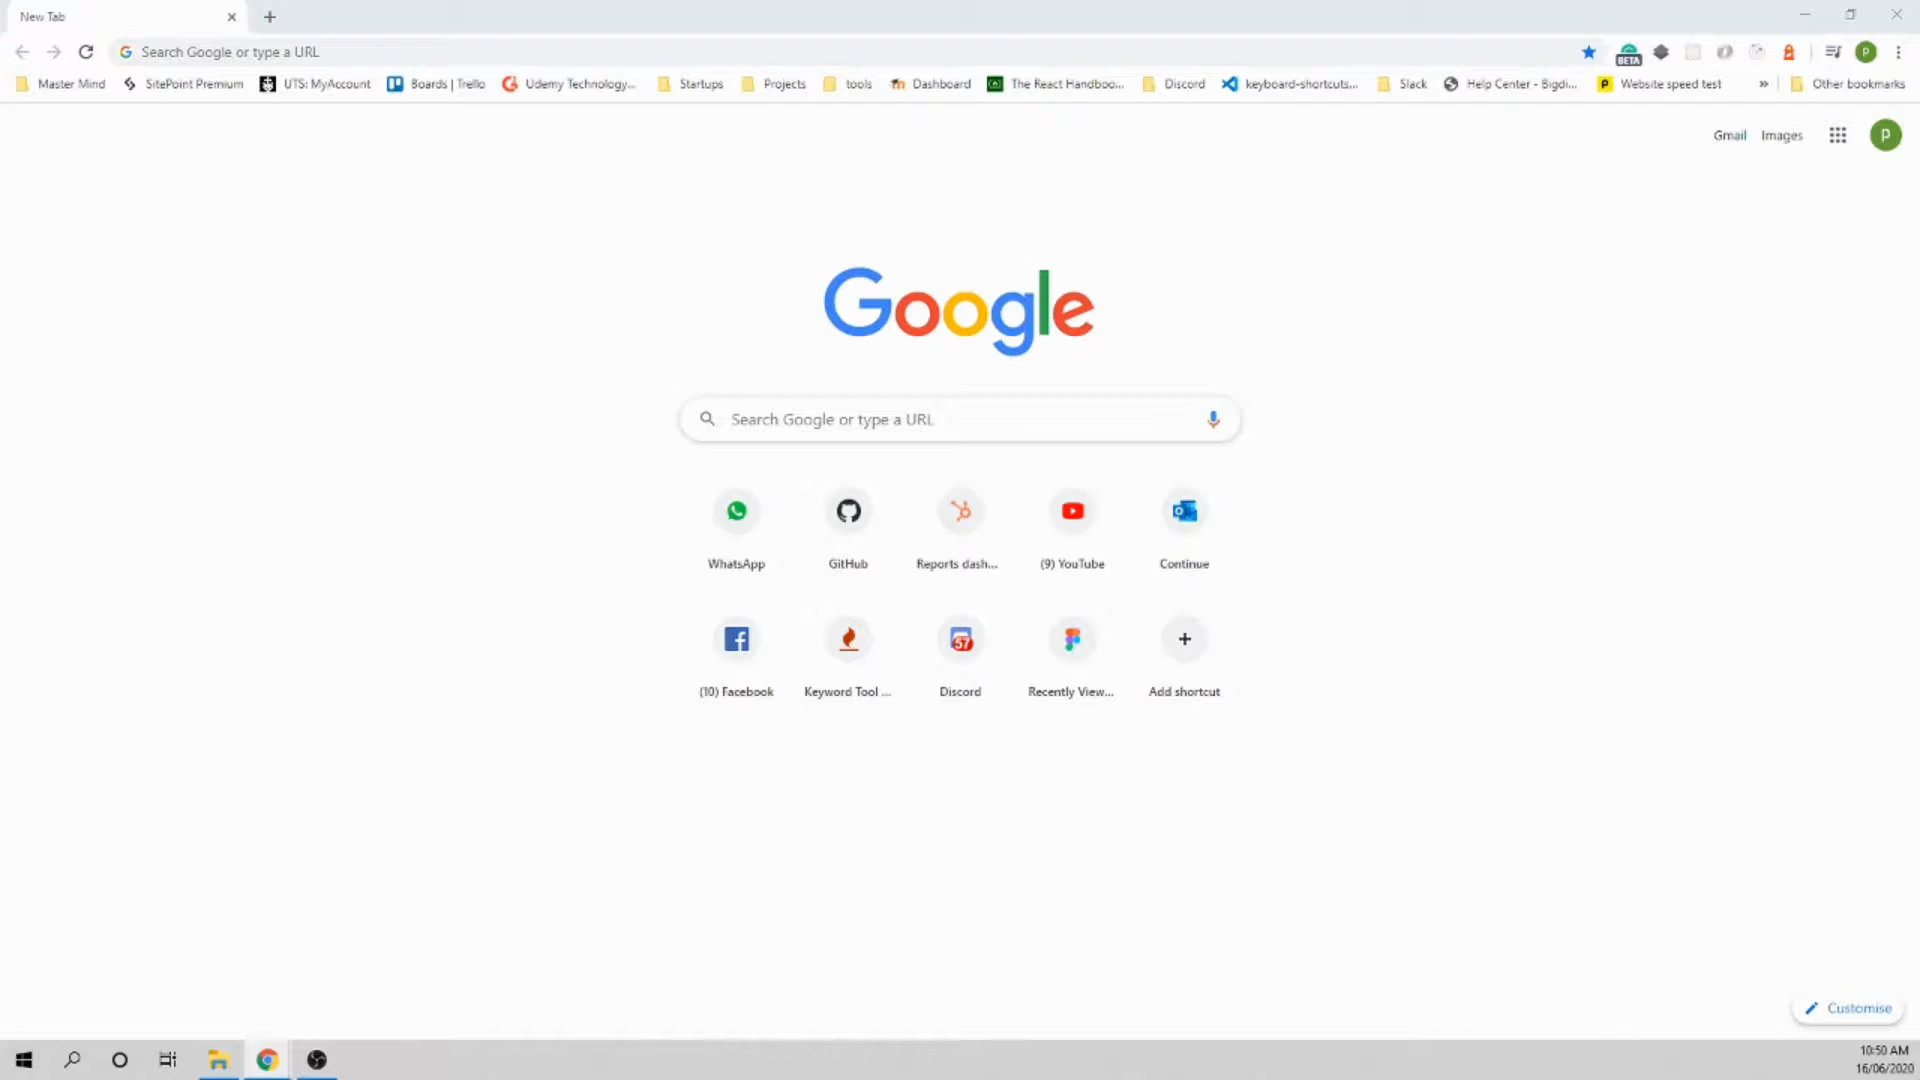 New Tab
Search Google or type a URL
BETA
P
Master Mind
SitePoint Premium
UTS: MyAccount
Boards | Trello
Udemy Technology...
Startups
Projects
tools
Dashboard
The React Handboo...
Discord
keyboard-shortcuts...
Slack
Help Center - Bigdi...
Website speed test
»
Other bookmarks
Gmail
Images
P
Google
Search Google or type a URL
WhatsApp
GitHub
Reports dash...
(9) YouTube
Continue
57
(10) Facebook
Keyword Tool ...
Discord
Recently View...
Add shortcut
Customise
10:50 AM
16/06/2020